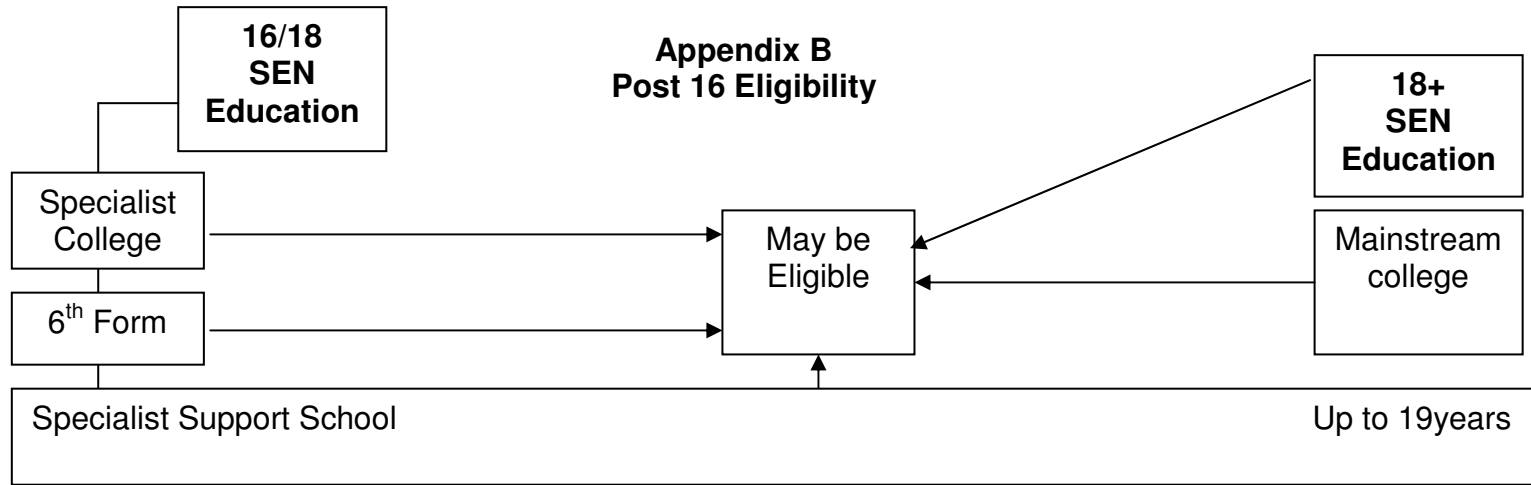 16/18
SEN
Education
Appendix B
Post 16 Eligibility
18+
SEN
Education
Specialist
College
May be
Eligible
Mainstream
college
6th Form
Specialist Support School Up to 19years